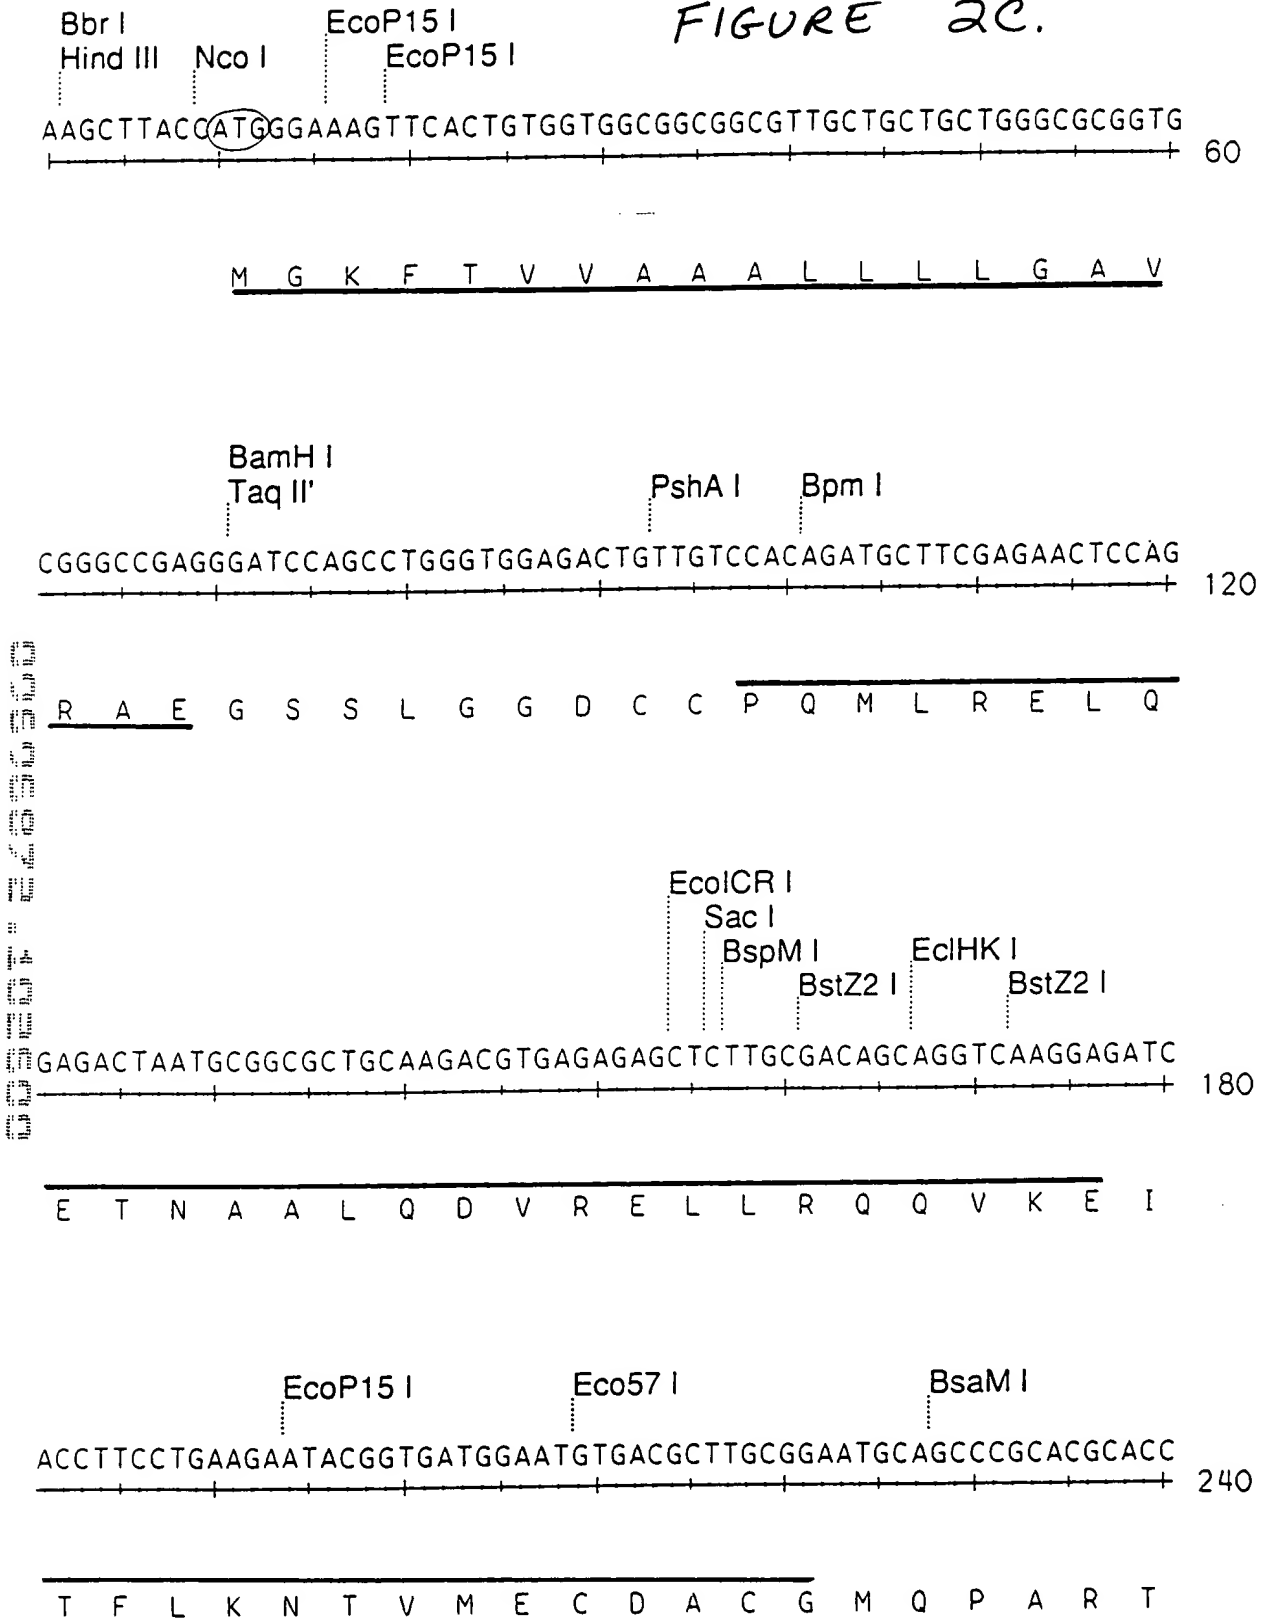 FIGURE 2C.
Bbr I EcoP15 I
Hind III Nco I EcoP15 I
AAGCTTACCATGGGAAAGTTCACTGTGGTGGCGGCGGCGTTGCTGCTGCTGGGCGCGGTG
60
M G K F T V V A A A L L L L G A V
BamH I
Taq II' PshA I Bpm I
CGGGCCGAGGGATCCAGCCTGGGTGGAGACTGTTGTCCACAGATGCTTCGAGAACTCCAG
120
R A E G S S L G G D C C P Q M L R E L Q
EcoICR I
Sac I
BspM I EclHK I
BstZ2 I BstZ2 I
GAGACTAATGCGGCGCTGCAAGACGTGAGAGAGCTCTTGCGACAGCAGGTCAAGGAGATC
180
E T N A A L Q D V R E L L R Q Q V K E I
EcoP15 I Eco57 I BsaM I
ACCTTCCTGAAGAATACGGTGATGGAATGTGACGCTTGCGGAATGCAGCCCGCACGCACC
240
T F L K N T V M E C D A C G M Q P A R T